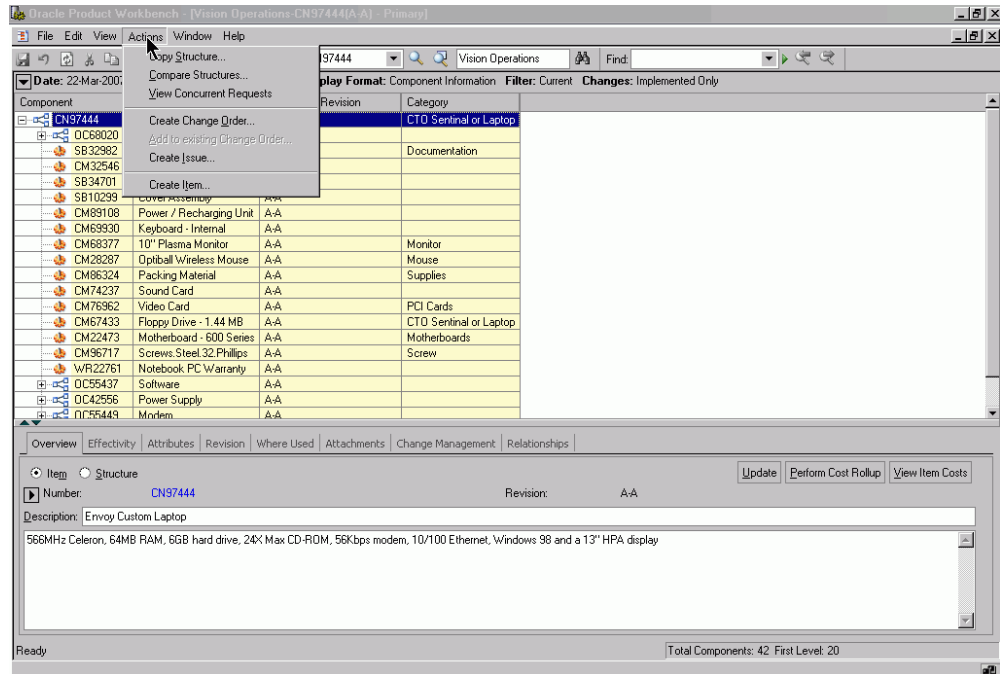 Oracle Product Workbench - [Vision Operations-CN97444(A-A) - Primary]
File Edit View Actions Window Help
97444 Vision Operations Find:
Copy Structure...
Compare Structures...
View Concurrent Requests
Create Change Order...
Add to existing Change Order...
Create Issue...
Create Item...
Date: 22-Mar-2007 play Format: Component Information Filter: Current Changes: Implemented Only
Component Revision Category
CN97444 CTO Sentinal or Laptop
OC68020
SB32982 Documentation
CM32546
SB34701
SB10299 Cover Assembly A-A
CM89108 Power / Recharging Unit A-A
CM69930 Keyboard - Internal A-A
CM68377 10" Plasma Monitor A-A Monitor
CM28287 Optiball Wireless Mouse A-A Mouse
CM86324 Packing Material A-A Supplies
CM74237 Sound Card A-A
CM76962 Video Card A-A PCI Cards
CM67433 Floppy Drive - 1.44 MB A-A CTO Sentinal or Laptop
CM22473 Motherboard - 600 Series A-A Motherboards
CM96717 Screws.Steel.32.Phillips A-A Screw
WR22761 Notebook PC Warranty A-A
OC55437 Software A-A
OC42556 Power Supply A-A
OC55449 Modem A-A
Overview Effectivity Attributes Revision Where Used Attachments Change Management Relationships
Item Structure Update Perform Cost Rollup View Item Costs
Number: CN97444 Revision: A-A
Description: Envoy Custom Laptop
566MHz Celeron, 64MB RAM, 6GB hard drive, 24X Max CD-ROM, 56Kbps modem, 10/100 Ethernet, Windows 98 and a 13" HPA display
Ready Total Components: 42 First Level: 20